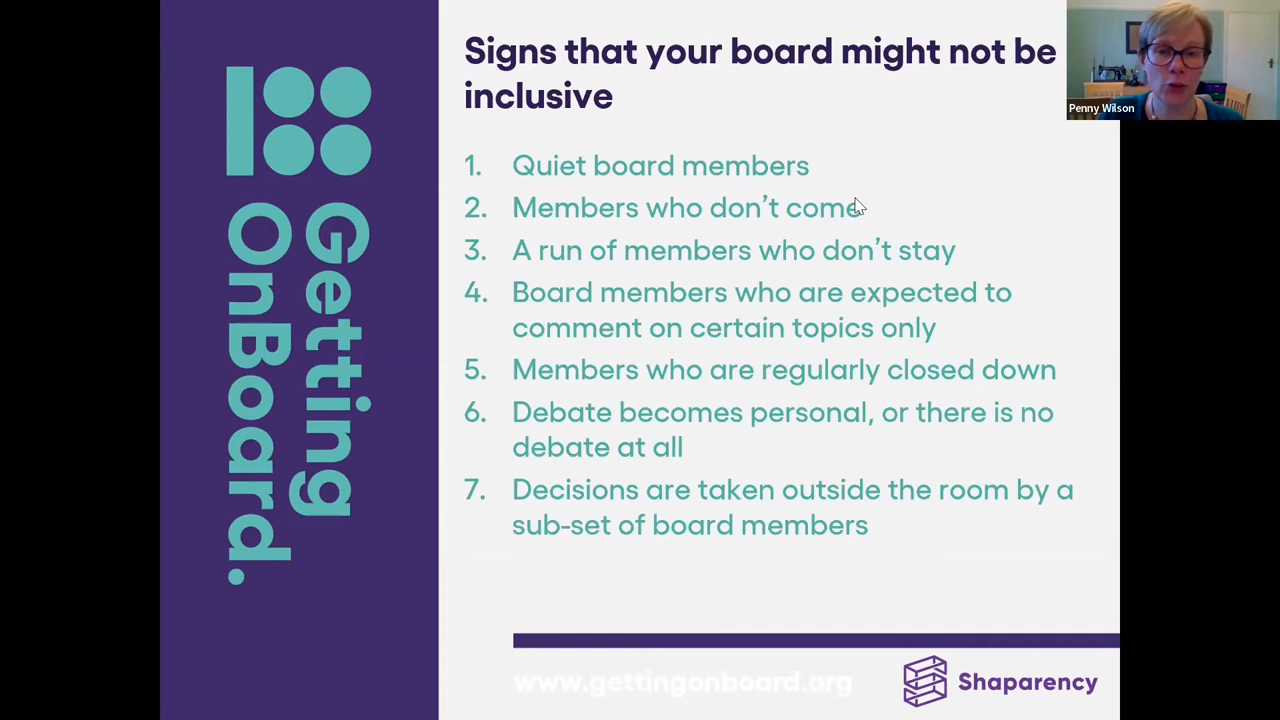 Getting
OnBoard.
Signs that your board might not be
inclusive
Penny Wilson
1. Quiet board members
2. Members who don't come
3. A run of members who don't stay
4. Board members who are expected to
comment on certain topics only
5. Members who are regularly closed down
6. Debate becomes personal, or there is no
debate at all
7. Decisions are taken outside the room by a
sub-set of board members
www.gettingonboard.org
Shaparency